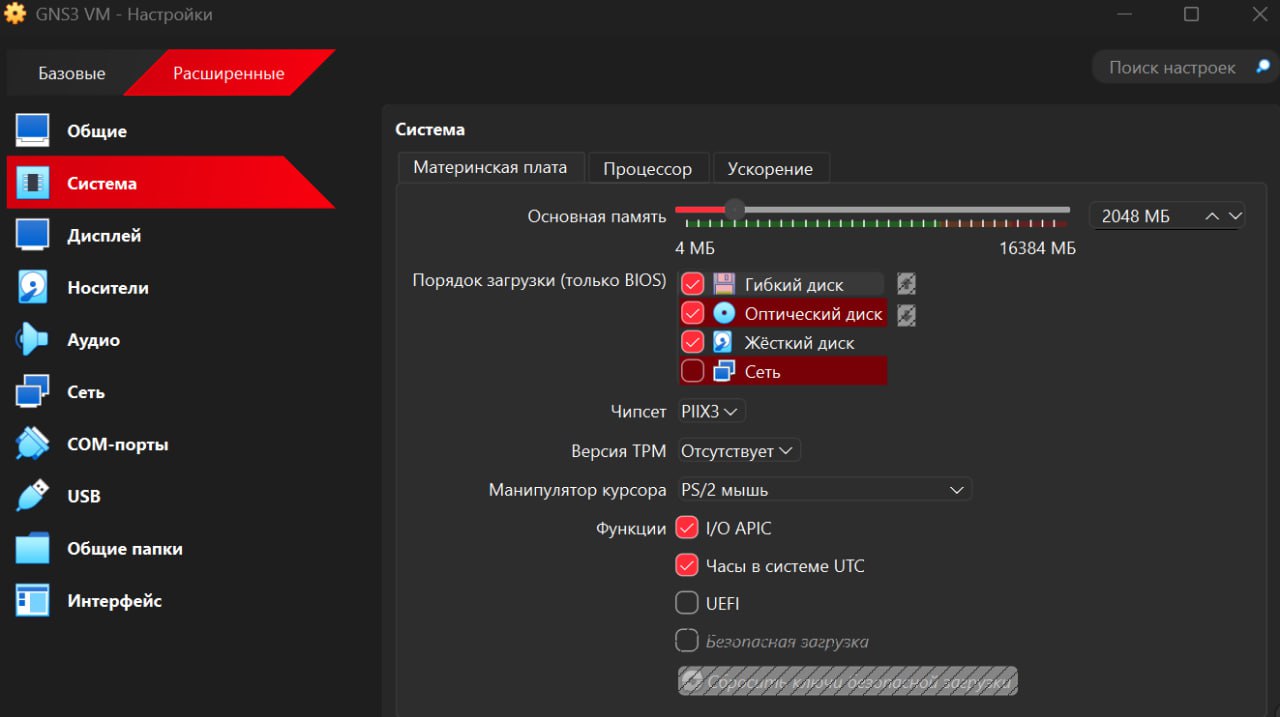 GNS3 VM - Настройки
Базовые
Расширенные
Поиск настроек
Общие
Система
Дисплей
Носители
Аудио
Сеть
COM-порты
USB
Общие папки
Интерфейс
Система
Материнская плата
Процессор
Ускорение
Основная память
2048 МБ
4 МБ
16384 МБ
Порядок загрузки (только BIOS)
Гибкий диск
Оптический диск
Жёсткий диск
Сеть
Чипсет
PIIX3
Версия TPM
Отсутствует
Манипулятор курсора
PS/2 мышь
Функции
I/O APIC
Часы в системе UTC
UEFI
Безопасная загрузка
Сбросить ключи безопасной загрузки